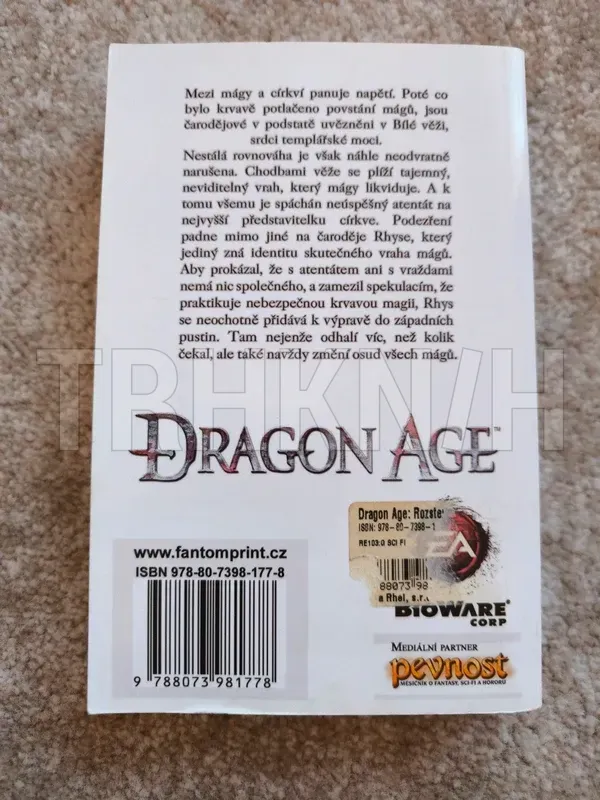 Mezi mágy a církví panuje napětí. Poté co
bylo krvavě potlačeno povstání mágů, jsou
čarodějové v podstatě uvězněni v Bílé věži,
srdci templářské moci.
Nestálá rovnováha je však náhle neodvratně
narušena. Chodbami věže se plíží tajemný,
neviditelný vrah, který mágy likviduje. A k
tomu všemu je spáchán neúspěšný atentát na
nejvyšší představitelku církve. Podezření
padne mimo jiné na čaroděje Rhyse, který
jediný zná identitu skutečného vraha mágů.
Aby prokázal, že s atentátem ani s vraždami
nemá nic společného, a zamezil spekulacím, že
praktikuje nebezpečnou krvavou magii, Rhys
se neochotně přidává k výpravě do západních
pustin. Tam nejenže odhalí víc, než kolik
čekal, ale také navždy změní osud všech mágů.
TRHKNIH
DRAGON AGE™
www.fantomprint.cz
ISBN 978-80-7398-177-8
9 788073 981778
Dragon Age: Rozště
ISSN: 978-80-7398-1
RE103:0 SCI FI
EA
88073 98
a Rhei, s.r.
BIOWARE®
CORP
MEDIÁLNÍ PARTNER
pevnost
MĚSÍČNÍK O FANTASY, SCI-FI A HORORU